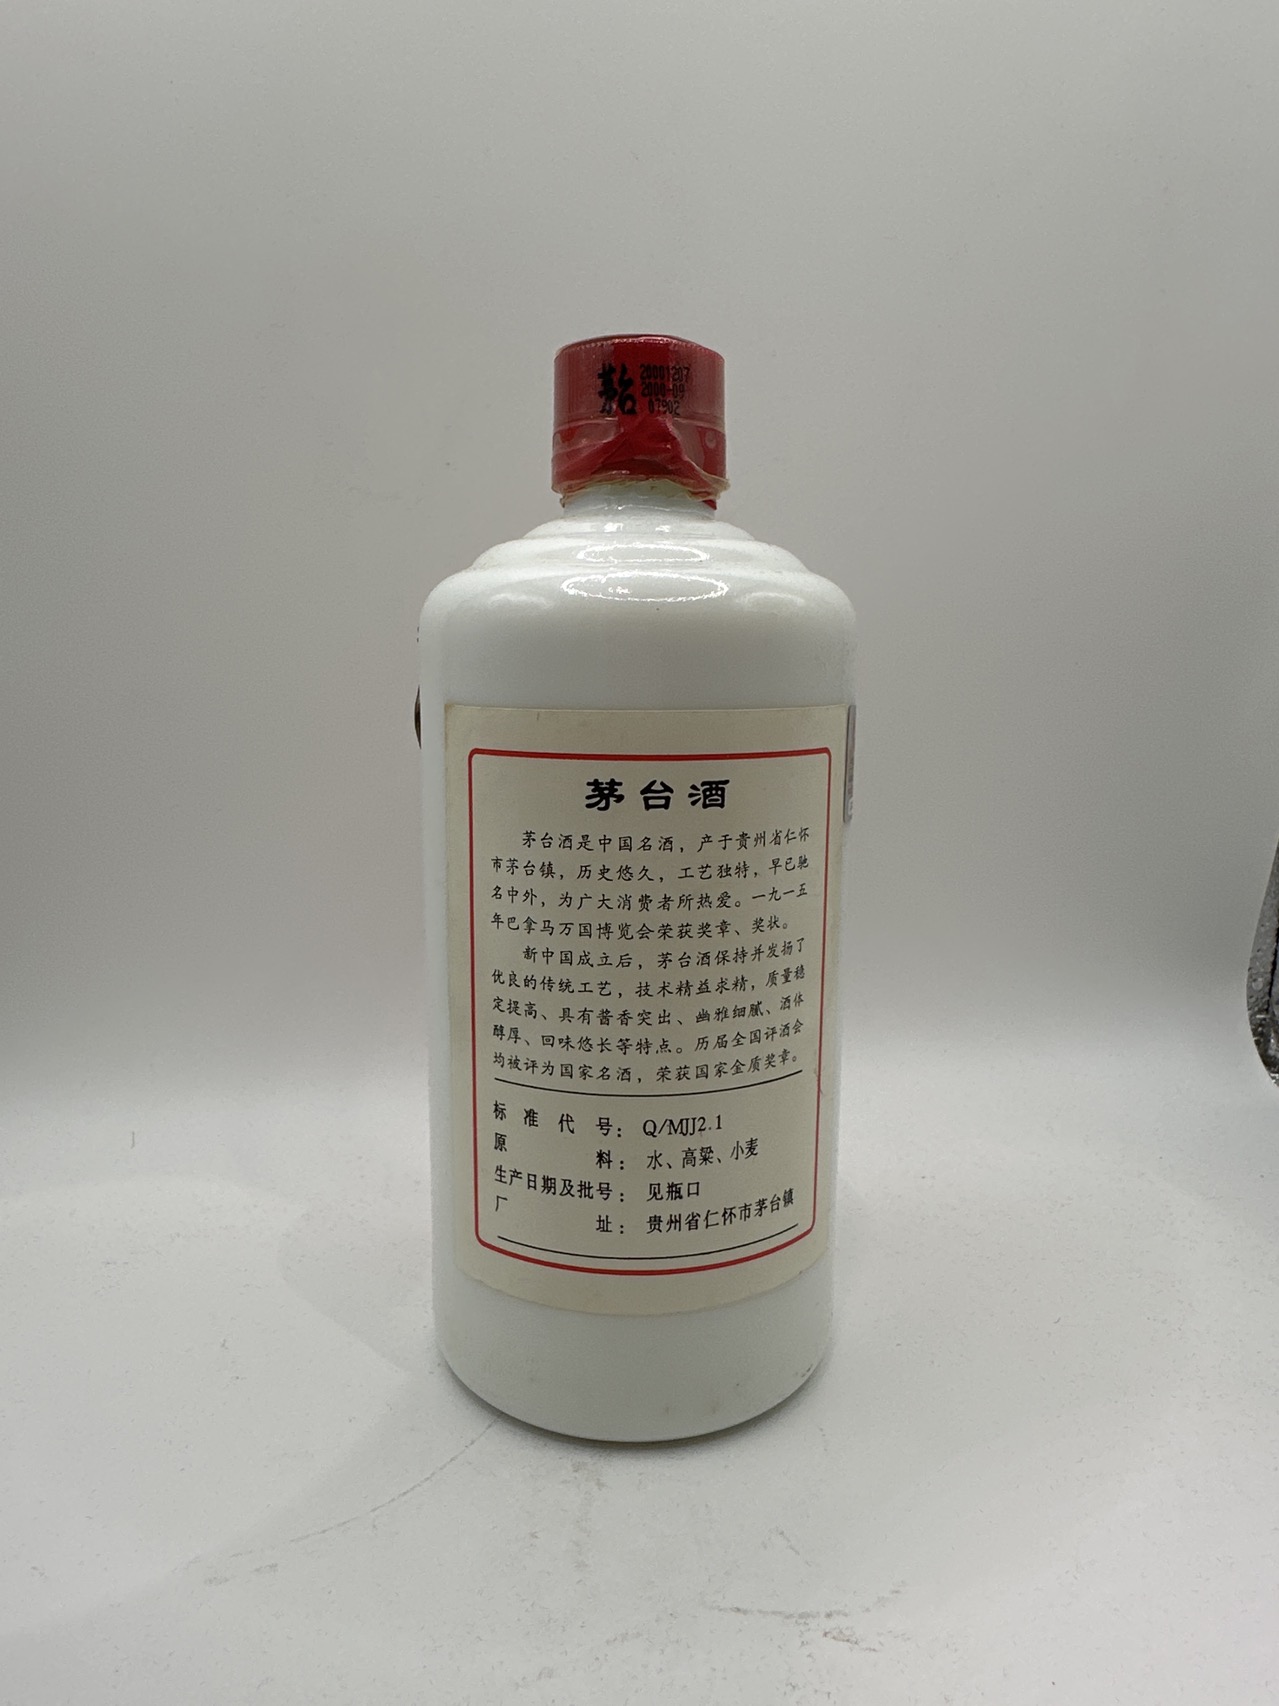 茅台
20001207
2000-09
07902
茅台酒
茅台酒是中国名酒，产于贵州省仁怀
市茅台镇，历史悠久，工艺独特，早已驰
名中外，为广大消费者所热爱。一九一五
年巴拿马万国博览会荣获奖章、奖状。
新中国成立后，茅台酒保持并发扬了
优良的传统工艺，技术精益求精，质量稳
定提高、具有酱香突出、幽雅细腻、酒体
醇厚、回味悠长等特点。历届全国评酒会
均被评为国家名酒，荣获国家金质奖章。
标准代号：Q/MJJ2.1
原料：水、高粱、小麦
生产日期及批号：见瓶口
厂址：贵州省仁怀市茅台镇